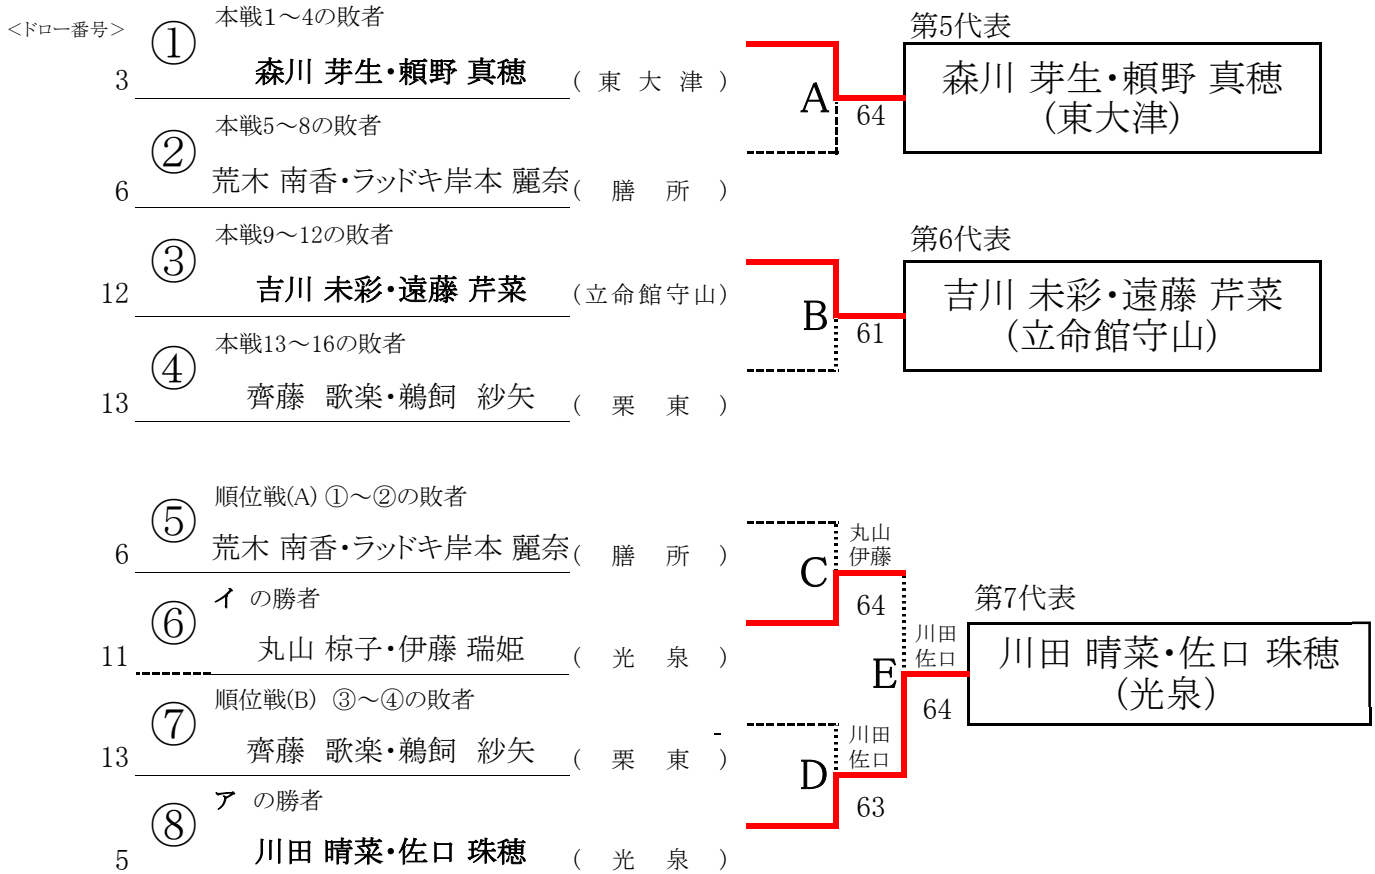 ＜ドロー番号＞
① 本戦1～4の敗者
3 森川 芽生・頼野 真穂 ( 東 大 津 )
② 本戦5～8の敗者
6 荒木 南香・ラッドキ岸本 麗奈 ( 膳 所 )
③ 本戦9～12の敗者
12 吉川 未彩・遠藤 芹菜 (立命館守山)
④ 本戦13～16の敗者
13 齊藤 歌楽・鵜飼 紗矢 ( 栗 東 )
A
64
第5代表
森川 芽生・頼野 真穂
(東大津)
B
61
第6代表
吉川 未彩・遠藤 芹菜
(立命館守山)
⑤ 順位戦(A) ①～②の敗者
6 荒木 南香・ラッドキ岸本 麗奈 ( 膳 所 )
⑥ イ の勝者
11 丸山 椋子・伊藤 瑞姫 ( 光 泉 )
⑦ 順位戦(B) ③～④の敗者
13 齊藤 歌楽・鵜飼 紗矢 ( 栗 東 )
⑧ ア の勝者
5 川田 晴菜・佐口 珠穂 ( 光 泉 )
C
丸山
伊藤
64
D
川田
佐口
63
E
川田
佐口
64
第7代表
川田 晴菜・佐口 珠穂
(光泉)